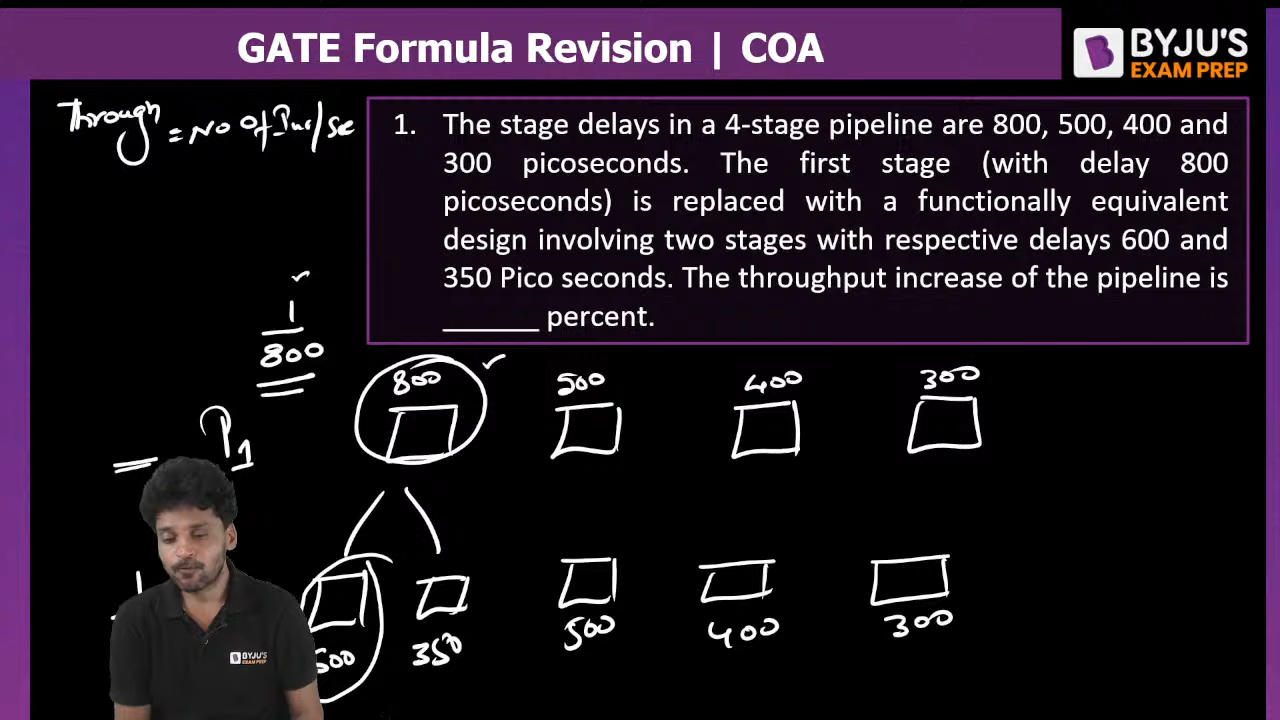 GATE Formula Revision | COA
BYJU'S
EXAM PREP
Through = No Of Ins/sec
1. The stage delays in a 4-stage pipeline are 800, 500, 400 and
300 picoseconds. The first stage (with delay 800
picoseconds) is replaced with a functionally equivalent
design involving two stages with respective delays 600 and
350 Pico seconds. The throughput increase of the pipeline is
______ percent.
1
800
800 500 400 300
P1
500 350 500 400 300
BYJU'S
EXAM PREP